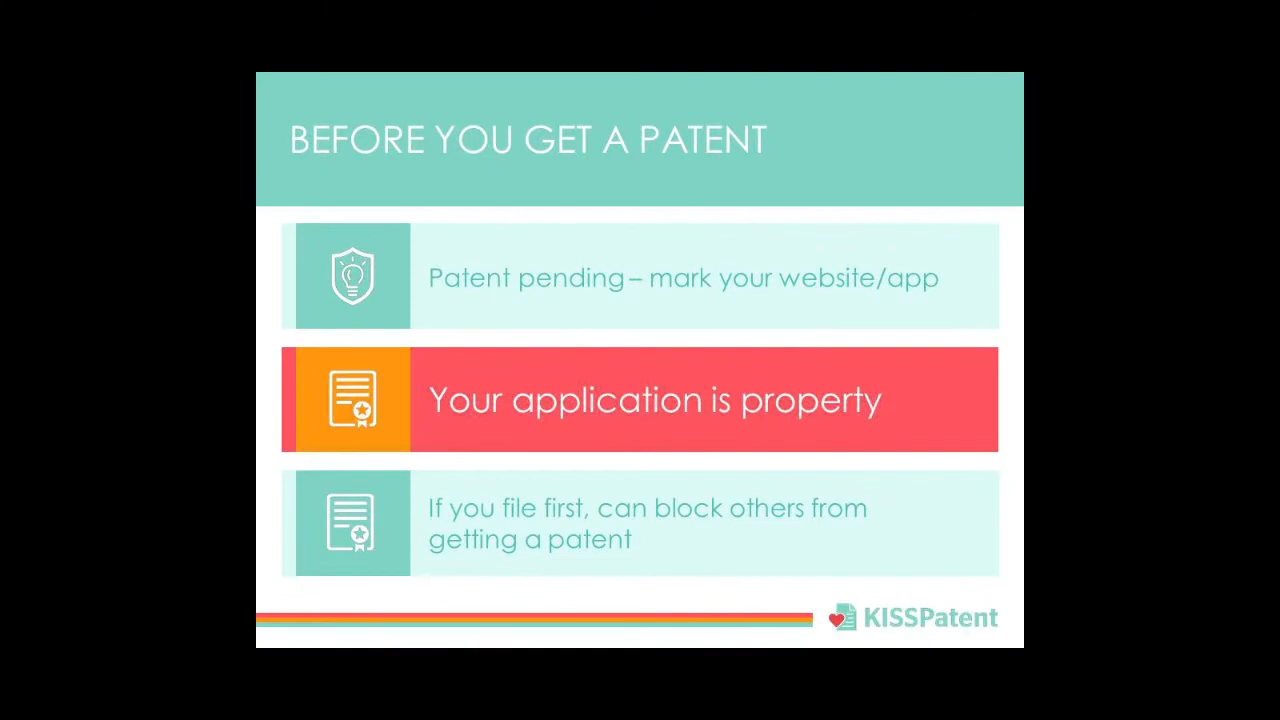 BEFORE YOU GET A PATENT
Patent pending – mark your website/app
Your application is property
If you file first, can block others from
getting a patent
KISSPatent